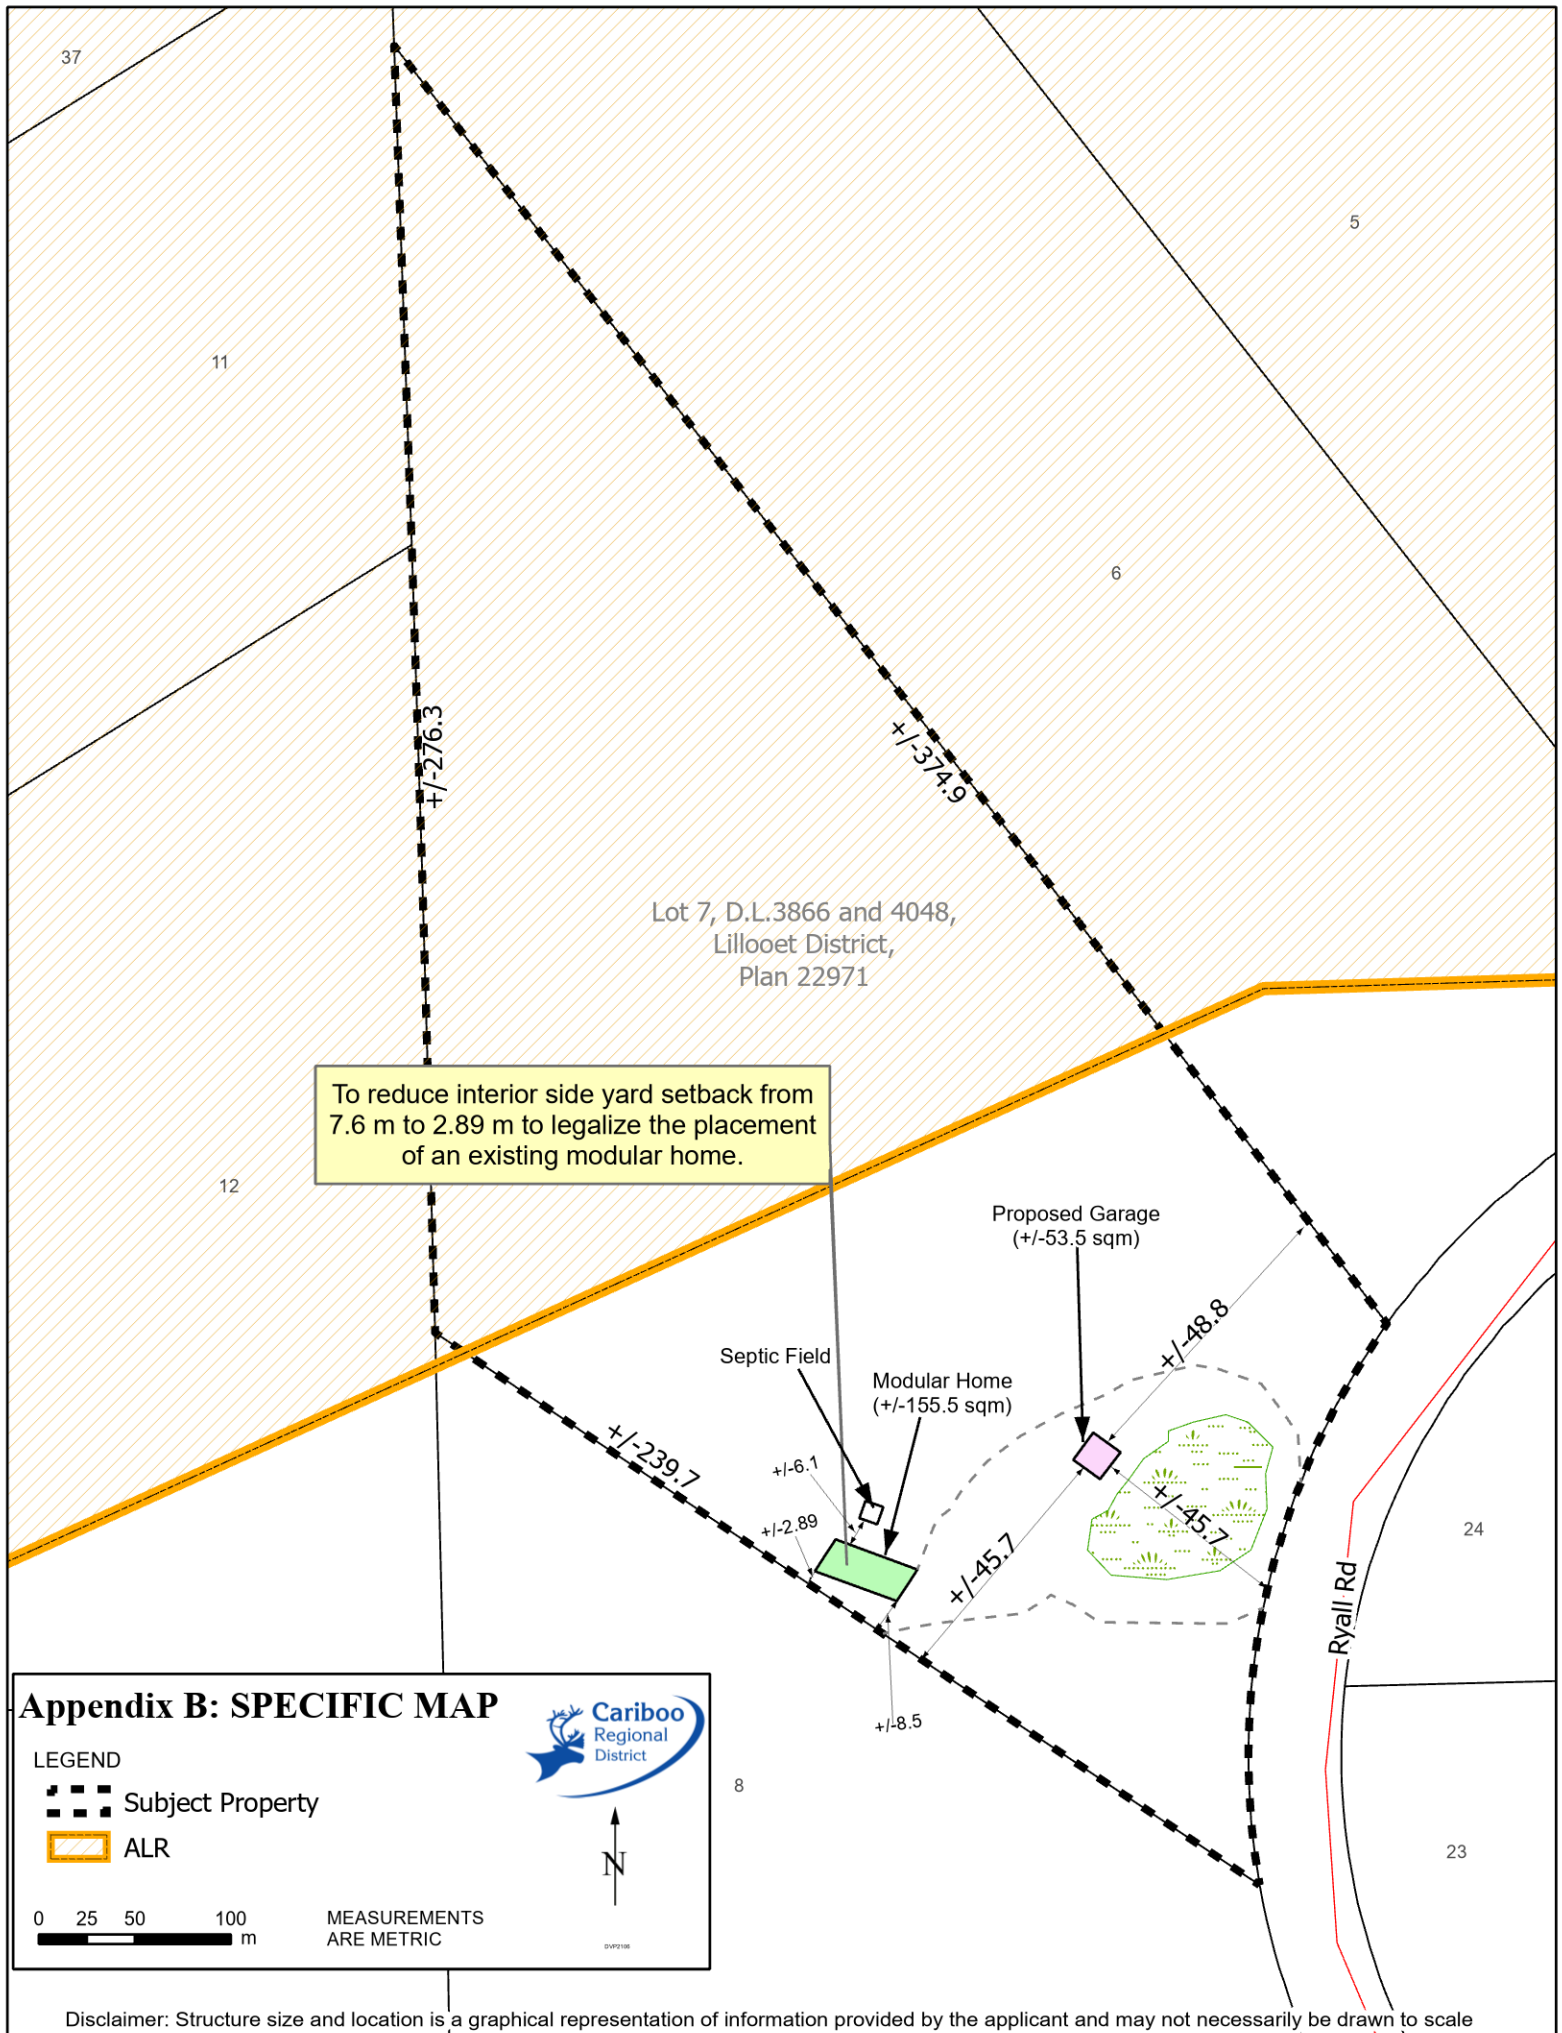 37
5
11
6
+/-276.3
+/-374.9
Lot 7, D.L.3866 and 4048,
Lillooet District,
Plan 22971
To reduce interior side yard setback from
7.6 m to 2.89 m to legalize the placement
of an existing modular home.
12
Proposed Garage
(+/-53.5 sqm)
+/-48.8
Septic Field
Modular Home
(+/-155.5 sqm)
+/-239.7
+/-6.1
+/-2.89
+/-45.7
+/-45.7
24
Ryall Rd
+/-8.5
8
23
Appendix B: SPECIFIC MAP
Cariboo
Regional
District
LEGEND
Subject Property
ALR
N
0 25 50 100
m
MEASUREMENTS
ARE METRIC
DVP2108
Disclaimer: Structure size and location is a graphical representation of information provided by the applicant and may not necessarily be drawn to scale